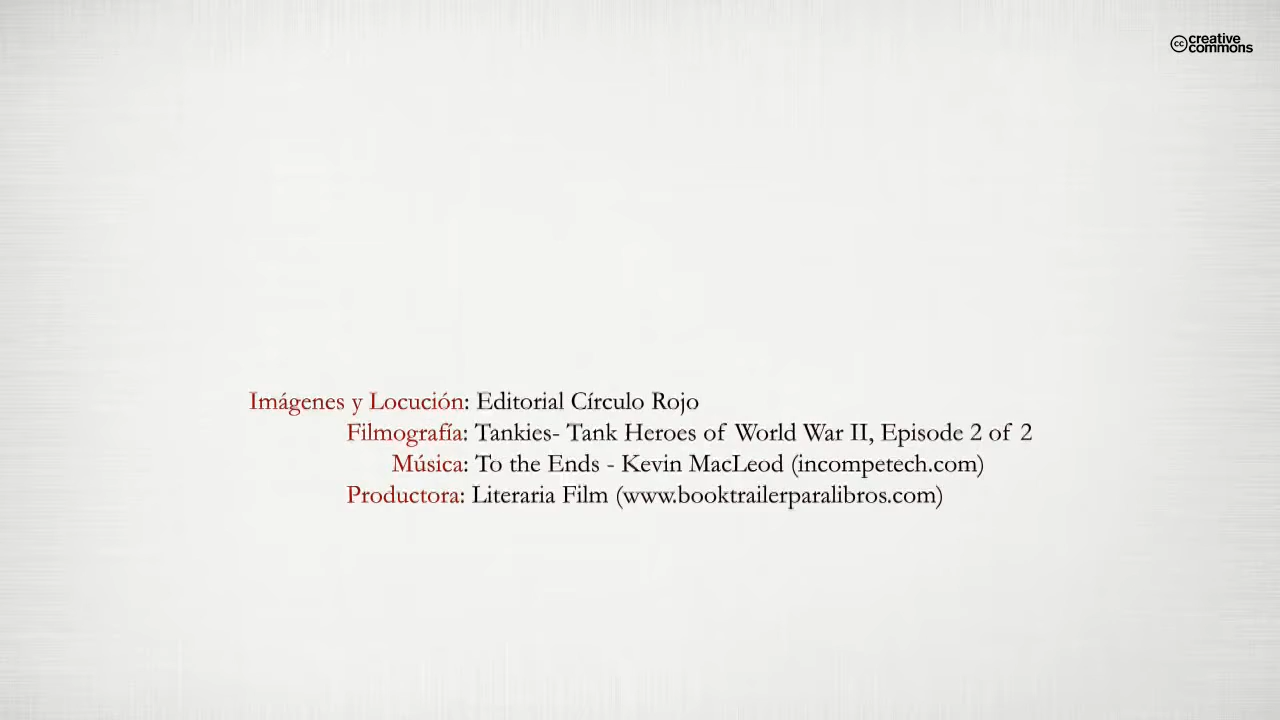 cc creative
commons
Imágenes y Locución: Editorial Círculo Rojo
Filmografía: Tankies- Tank Heroes of World War II, Episode 2 of 2
Música: To the Ends - Kevin MacLeod (incompetech.com)
Productora: Literaria Film (www.booktrailerparalibros.com)